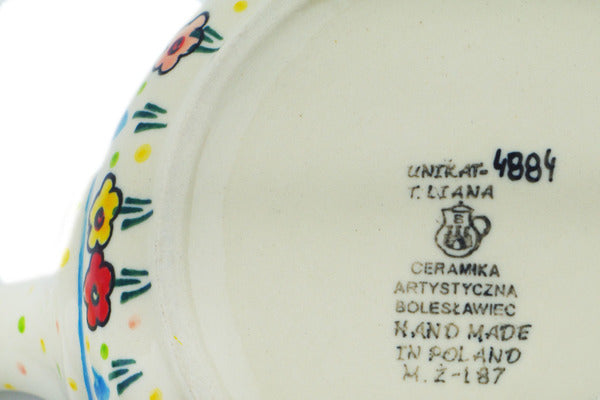 UNIKAT-4884
T. LIANA
CERAMIKA
ARTYSTYCZNA
BOLESŁAWIEC
HAND MADE
IN POLAND
M. Ż-187